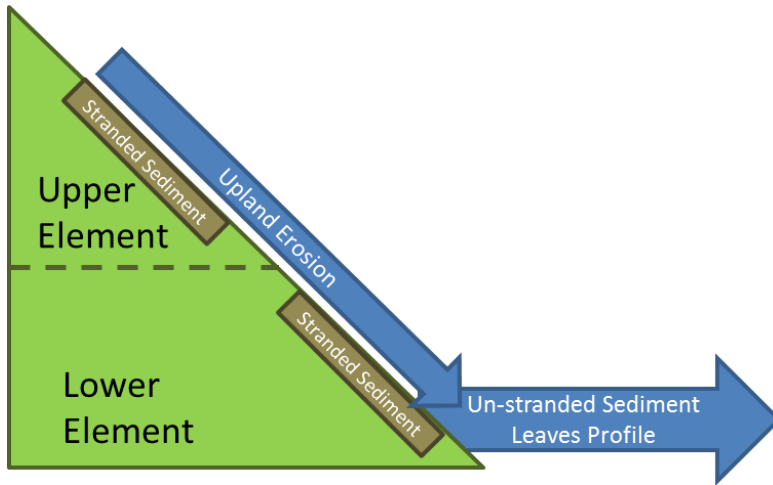 Stranded Sediment
Upland Erosion
Upper
Element
Stranded Sediment
Lower
Element
Un-stranded Sediment
Leaves Profile